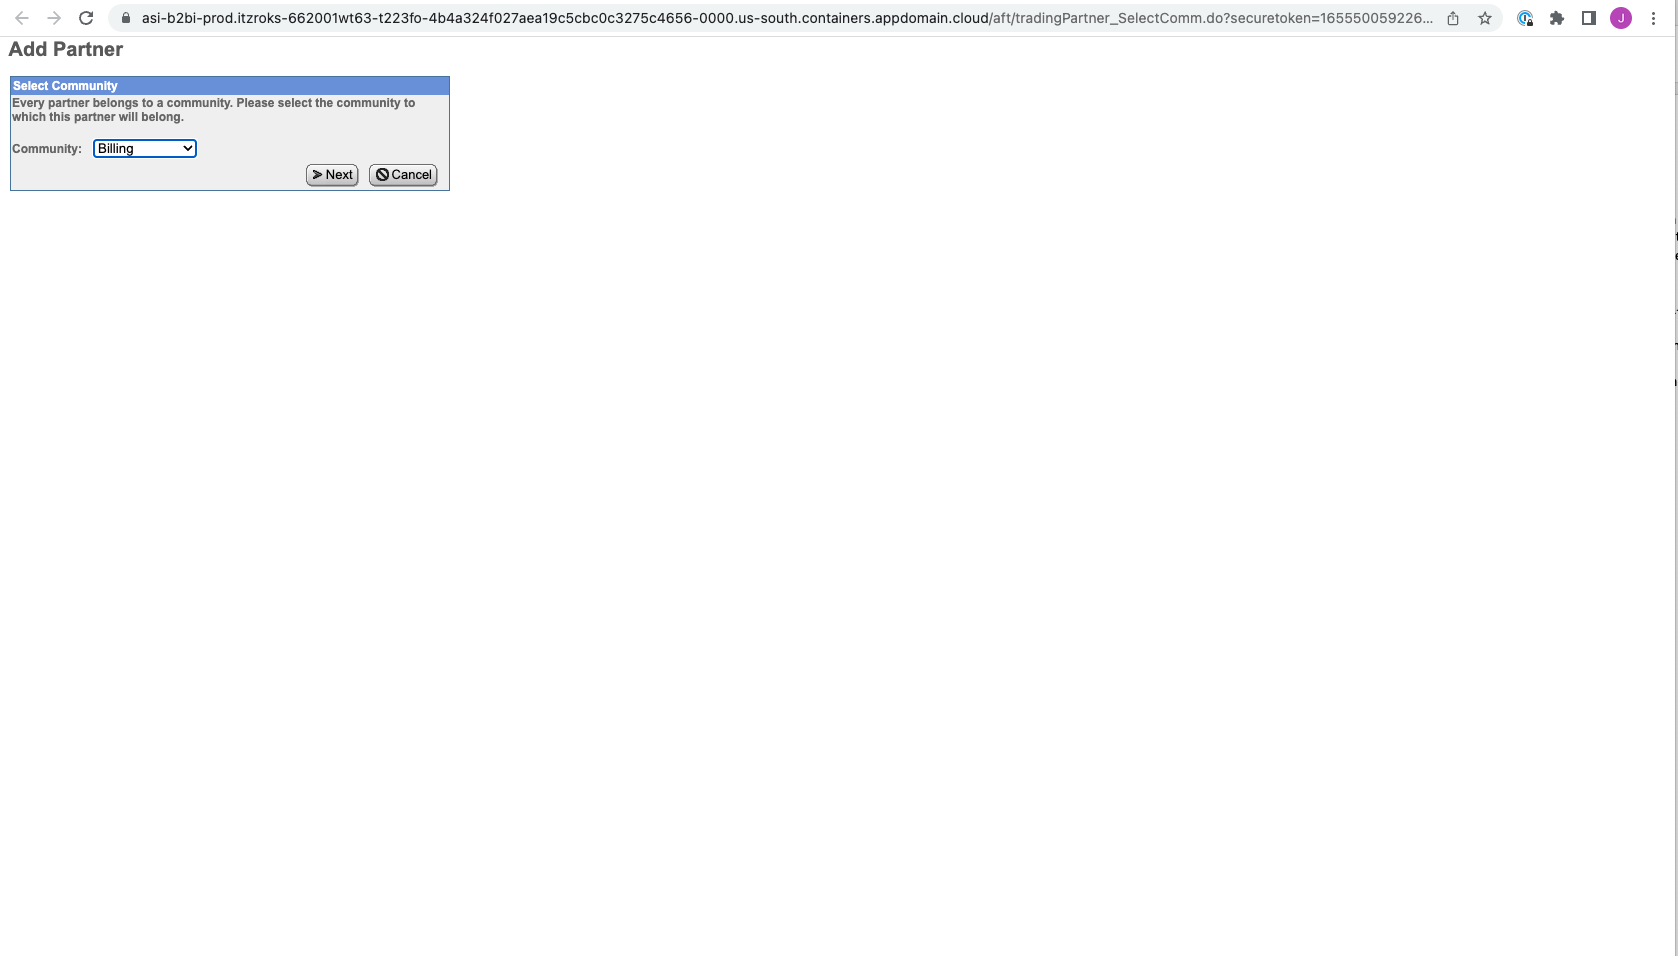 asi-b2bi-prod.itzroks-662001wt63-t223fo-4b4a324f027aea19c5cbc0c3275c4656-0000.us-south.containers.appdomain.cloud/aft/tradingPartner_SelectComm.do?securetoken=165550059226...
J
Add Partner
Select Community
Every partner belongs to a community. Please select the community to
which this partner will belong.
Community: Billing
Next Cancel